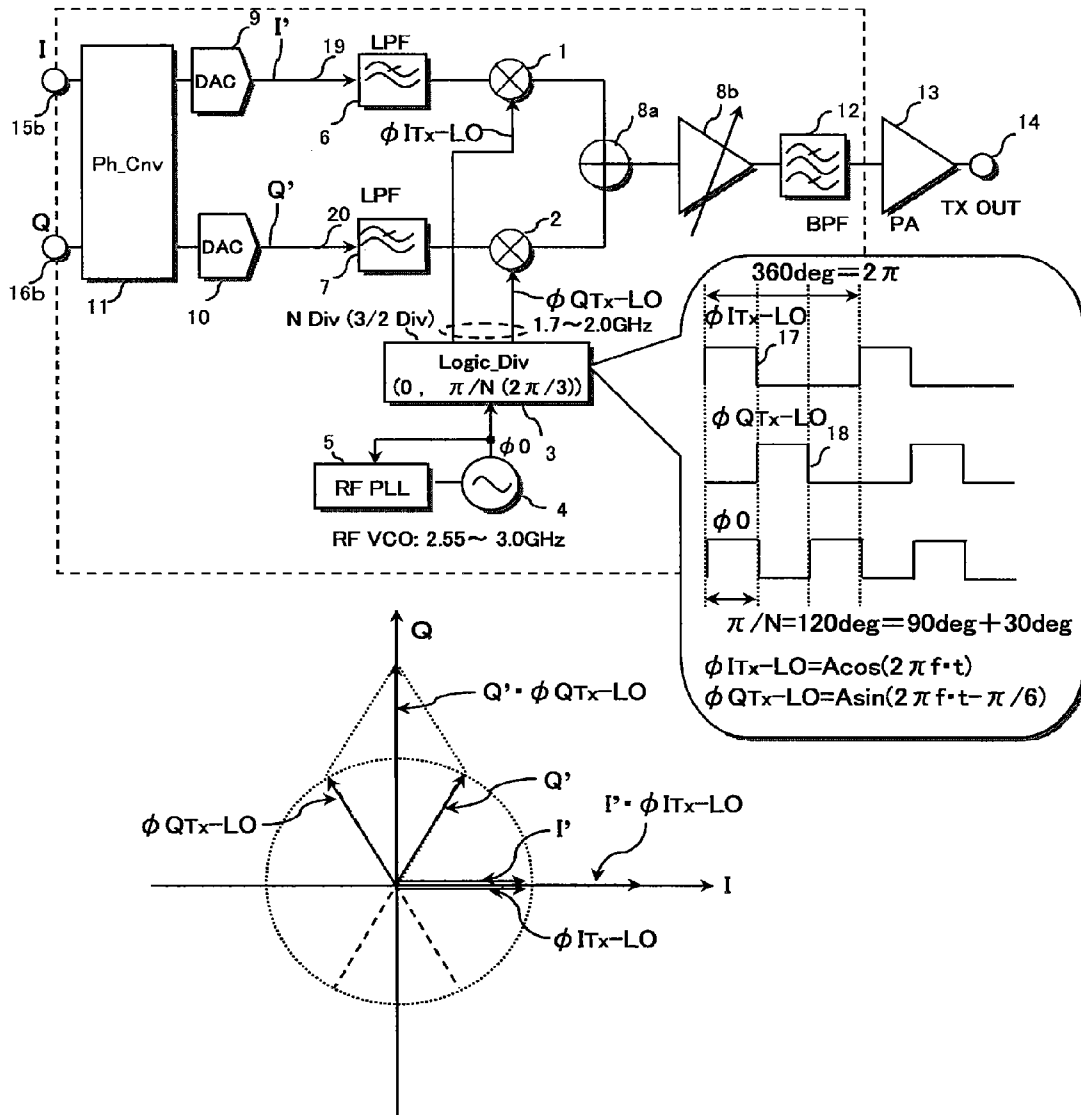 9
I'
19
LPF
1
I
DAC
15b
6
ϕ ITx-LO
8a
8b
12
13
14
Ph_Cnv
Q'
20
LPF
2
Q
DAC
16b
11
10
7
BPF
PA
TX OUT
ϕ QTx-LO
1.7～2.0GHz
N Div (3/2 Div)
Logic_Div
(0 , π/N (2π/3))
3
5
ϕ0
RF PLL
4
RF VCO: 2.55～ 3.0GHz
360deg=2π
ϕ ITx-LO
17
ϕ QTx-LO
18
ϕ0
π/N=120deg=90deg+30deg
ϕ ITx-LO=Acos(2πf·t)
ϕ QTx-LO=Asin(2πf·t-π/6)
Q
Q'· ϕ QTx-LO
Q'
ϕ QTx-LO
I'· ϕ ITx-LO
I'
I
ϕ ITx-LO